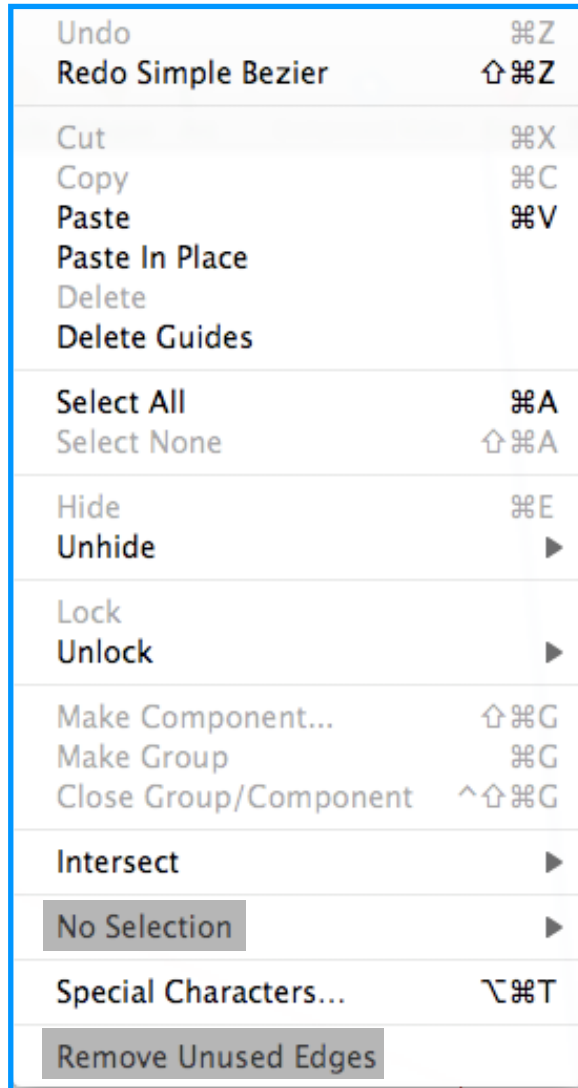 Undo ⌘Z
Redo Simple Bezier ⇧⌘Z
Cut ⌘X
Copy ⌘C
Paste ⌘V
Paste In Place
Delete
Delete Guides
Select All ⌘A
Select None ⇧⌘A
Hide ⌘E
Unhide ▶
Lock
Unlock ▶
Make Component... ⇧⌘G
Make Group ⌘G
Close Group/Component ^⇧⌘G
Intersect ▶
No Selection ▶
Special Characters... ⌥⌘T
Remove Unused Edges